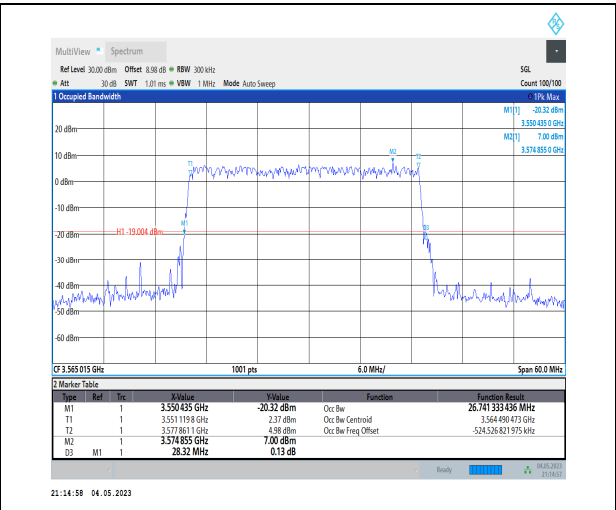 MultiView Spectrum
Ref Level 30.00 dBm Offset 8.98 dB RBW 300 kHz SGL
Att 30 dB SWT 1.01 ms VBW 1 MHz Mode Auto Sweep Count 100/100
1 Occupied Bandwidth 1Pk Max
M1[1] -20.32 dBm
3.550 435 0 GHz
M2[1] 7.00 dBm
3.574 855 0 GHz
20 dBm
10 dBm
M2
T1
T2
0 dBm
-10 dBm
M1
H1 -19.004 dBm
D3
-20 dBm
-30 dBm
-40 dBm
-50 dBm
-60 dBm
CF 3.565 015 GHz 1001 pts 6.0 MHz/ Span 60.0 MHz
2 Marker Table
Type Ref Trc X-Value Y-Value Function Function Result
M1 1 3.550 435 GHz -20.32 dBm Occ Bw 26.741 333 436 MHz
T1 1 3.551 119 8 GHz 2.37 dBm Occ Bw Centroid 3.564 490 473 GHz
T2 1 3.577 861 1 GHz 4.98 dBm Occ Bw Freq Offset -524.526 821 975 kHz
M2 1 3.574 855 GHz 7.00 dBm
D3 M1 1 28.32 MHz 0.13 dB
Ready 04.05.2023
21:14:57
21:14:58 04.05.2023